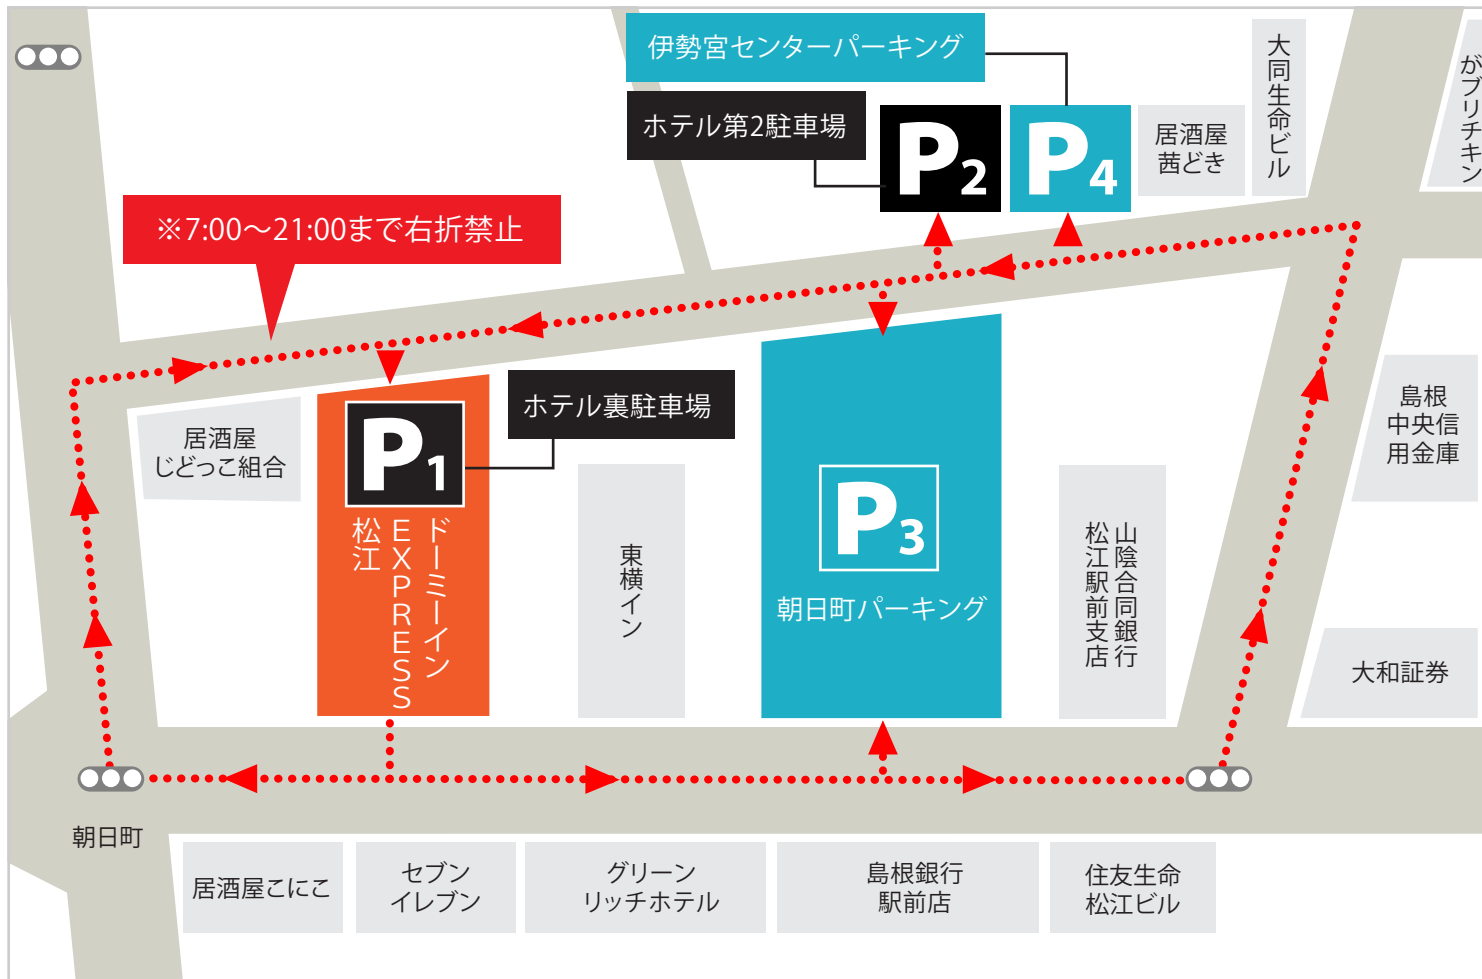 伊勢宮センターパーキング
大同生命ビル
がブリチキン
ホテル第2駐車場
P2
P4
居酒屋
茜どき
※7:00～21:00まで右折禁止
ホテル裏駐車場
居酒屋
じどっこ組合
P1
ドーミーイン
EXPRESS
松江
東横イン
P3
朝日町パーキング
山陰合同銀行
松江駅前支店
島根
中央信
用金庫
大和証券
朝日町
居酒屋こにこ
セブン
イレブン
グリーン
リッチホテル
島根銀行
駅前店
住友生命
松江ビル